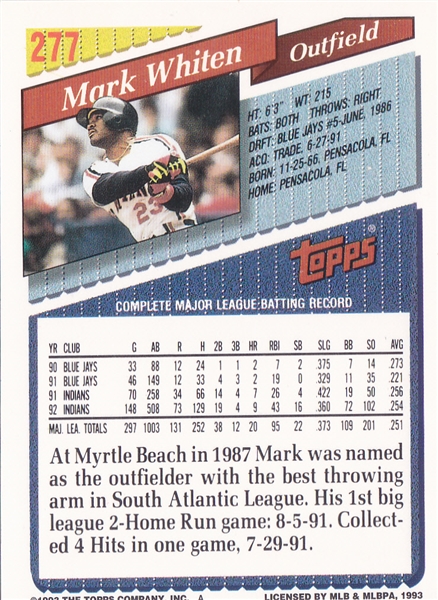 277
Mark Whiten
Outfield
HT: 6'3" WT: 215
BATS: BOTH THROWS: RIGHT
DRFT: BLUE JAYS #5-JUNE, 1986
ACQ: TRADE, 6-27-91
BORN: 11-25-66, PENSACOLA, FL
HOME: PENSACOLA, FL
23
TOPPS®
COMPLETE MAJOR LEAGUE BATTING RECORD
YR CLUB G AB R H 2B 3B HR RBI SB SLG BB SO AVG
90 BLUE JAYS 33 88 12 24 1 1 2 7 2 .375 7 14 .273
91 BLUE JAYS 46 149 12 33 4 3 2 19 0 .329 11 35 .221
91 INDIANS 70 258 34 66 14 4 7 26 4 .422 19 50 .256
92 INDIANS 148 508 73 129 19 4 9 43 16 .360 72 102 .254
MAJ. LEA. TOTALS 297 1003 131 252 38 12 20 95 22 .373 109 201 .251
At Myrtle Beach in 1987 Mark was named
as the outfielder with the best throwing
arm in South Atlantic League. His 1st big
league 2-Home Run game: 8-5-91. Collect-
ed 4 Hits in one game, 7-29-91.
©1993 THE TOPPS COMPANY, INC. A LICENSED BY MLB & MLBPA, 1993